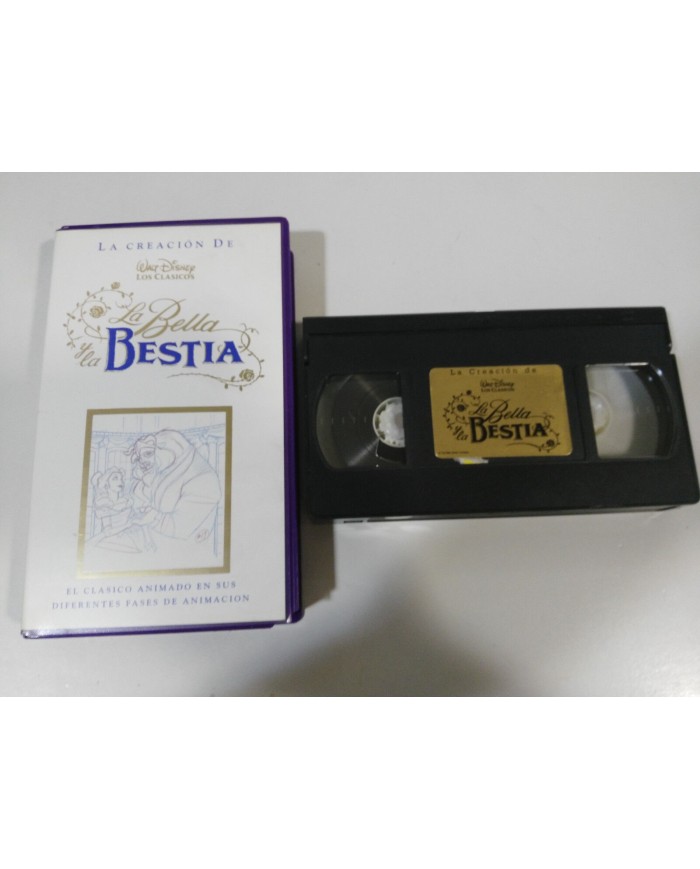 LA CREACIÓN DE
WALT DISNEY
LOS CLASICOS
La Bella
y la BESTIA
EL CLASICO ANIMADO EN SUS
DIFERENTES FASES DE ANIMACION
La Creación de
WALT DISNEY
LOS CLASICOS
La Bella
y la BESTIA